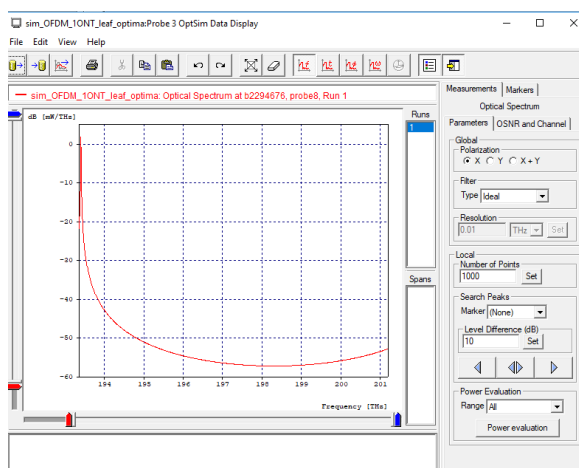 sim_OFDM_1ONT_leaf_optima:Probe 3 OptSim Data Display
File Edit View Help
sim_OFDM_1ONT_leaf_optima: Optical Spectrum at b2294676, probe8, Run 1
dB [mW/THz]
0
-10
-20
-30
-40
-50
-60
194 195 196 197 198 199 200 201
Frequency [THz]
Runs
1
Spans
Measurements Markers
Optical Spectrum
Parameters OSNR and Channel
Global
Polarization
X Y X + Y
Filter
Type Ideal
Resolution
0.01 THz Set
Local
Number of Points
1000 Set
Search Peaks
Marker (None)
Level Difference (dB)
10 Set
Power Evaluation
Range All
Power evaluation